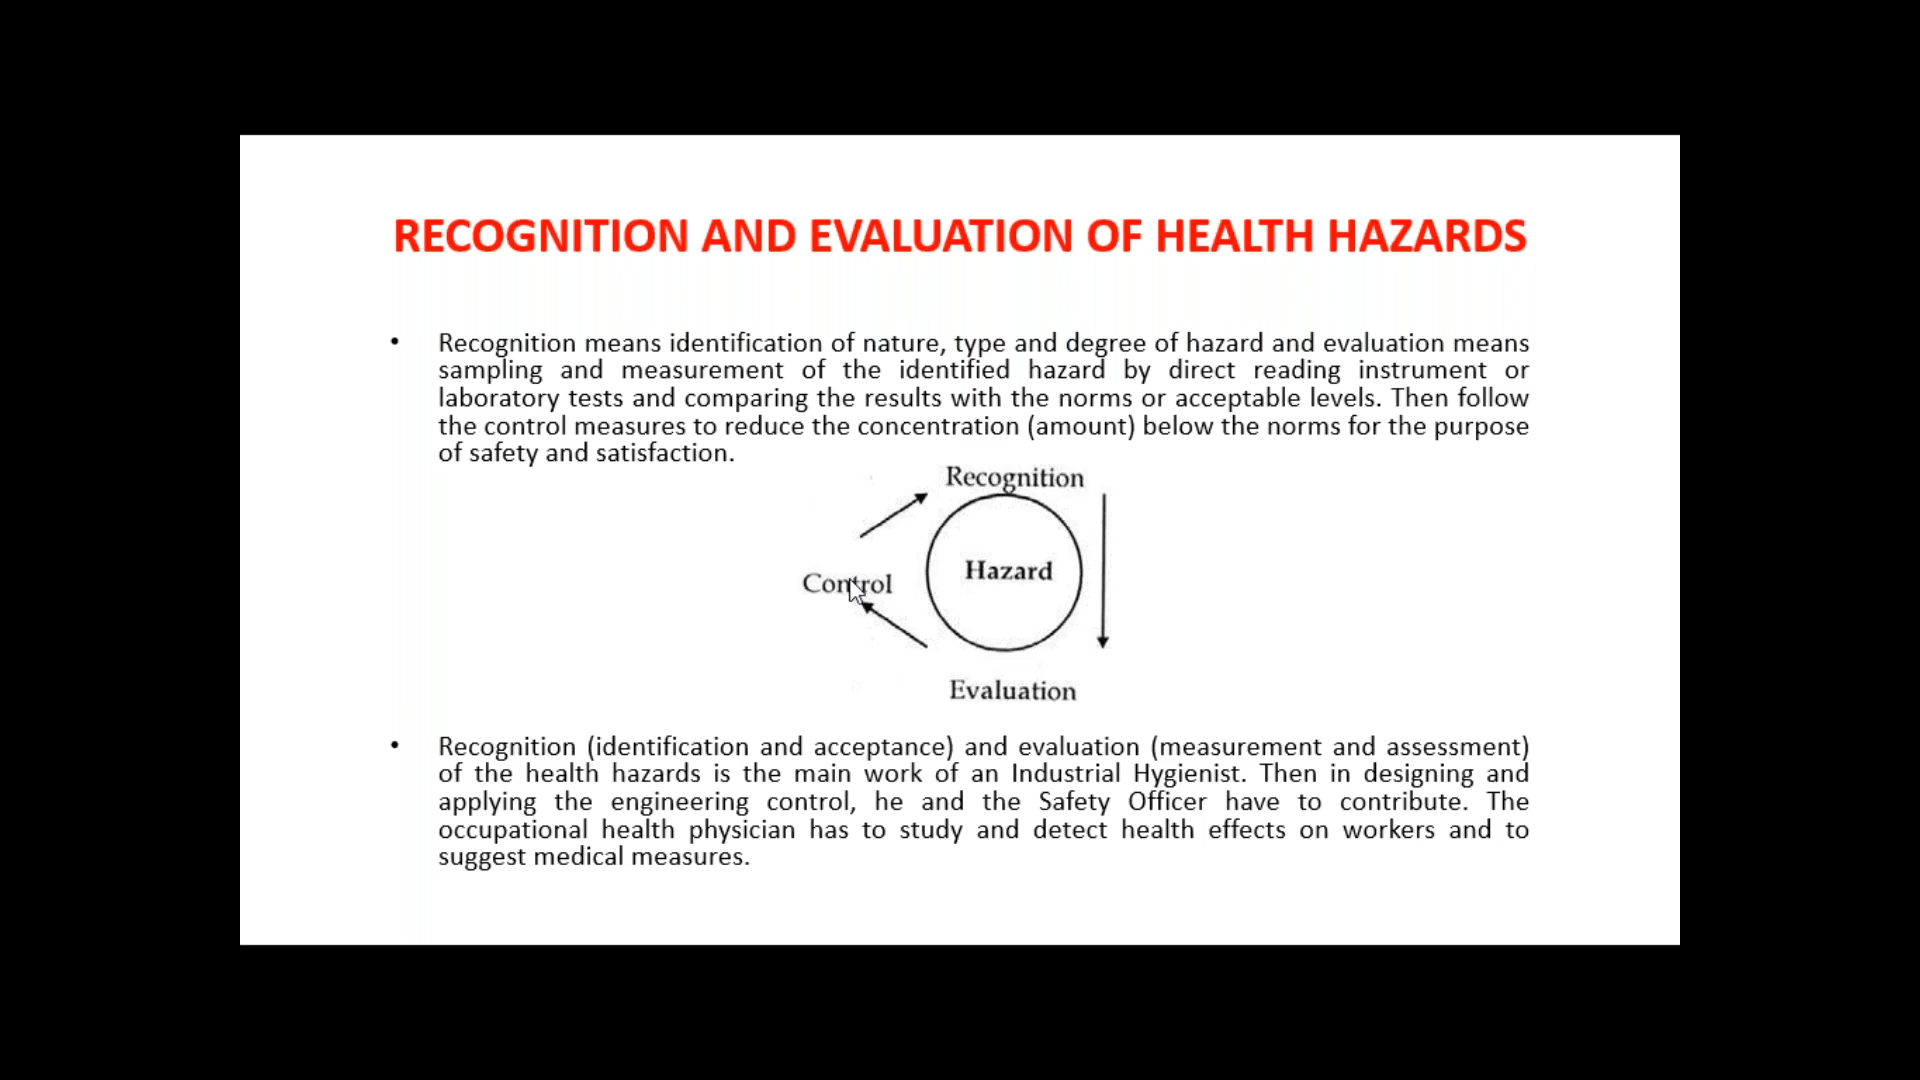 RECOGNITION AND EVALUATION OF HEALTH HAZARDS
• Recognition means identification of nature, type and degree of hazard and evaluation means
sampling and measurement of the identified hazard by direct reading instrument or
laboratory tests and comparing the results with the norms or acceptable levels. Then follow
the control measures to reduce the concentration (amount) below the norms for the purpose
of safety and satisfaction.
Recognition
Hazard
Control
Evaluation
• Recognition (identification and acceptance) and evaluation (measurement and assessment)
of the health hazards is the main work of an Industrial Hygienist. Then in designing and
applying the engineering control, he and the Safety Officer have to contribute. The
occupational health physician has to study and detect health effects on workers and to
suggest medical measures.